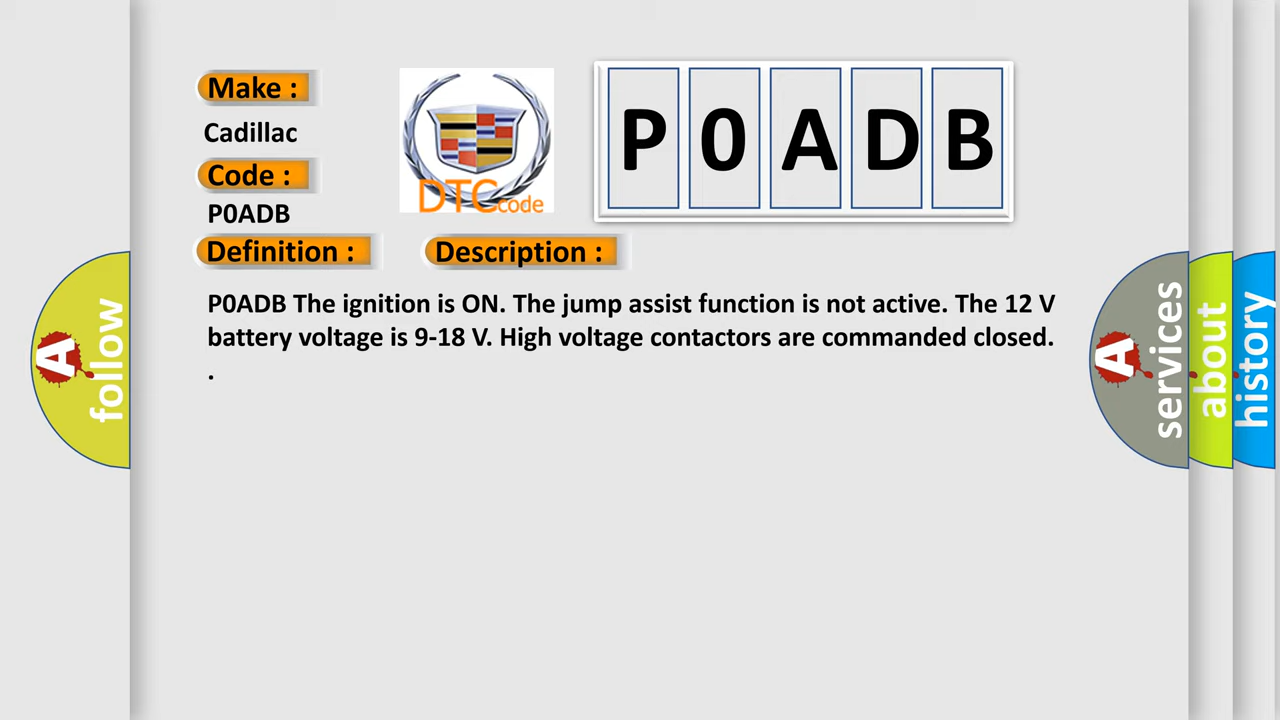 Make :
Cadillac
Code :
P0ADB
Definition :
Description :
DTCcode
P0ADB
P0ADB The ignition is ON. The jump assist function is not active. The 12 V
battery voltage is 9-18 V. High voltage contactors are commanded closed.
.
A
follow
A
services
about
history